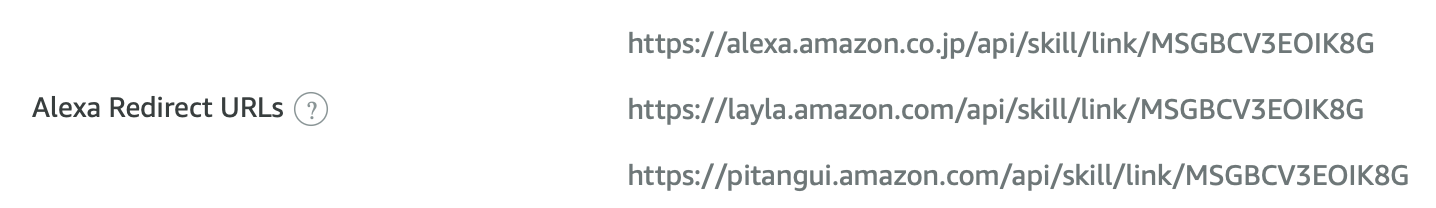 https://alexa.amazon.co.jp/api/skill/link/MSGBCV3EOIK8G
Alexa Redirect URLs ?
https://layla.amazon.com/api/skill/link/MSGBCV3EOIK8G
https://pitangui.amazon.com/api/skill/link/MSGBCV3EOIK8G